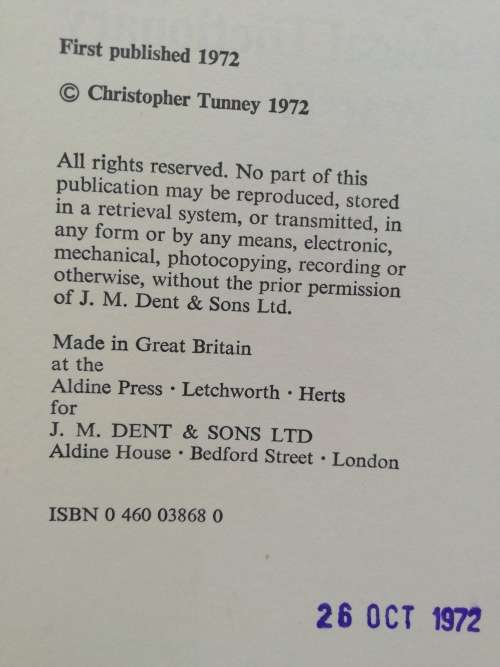 First published 1972
© Christopher Tunney 1972
All rights reserved. No part of this
publication may be reproduced, stored
in a retrieval system, or transmitted, in
any form or by any means, electronic,
mechanical, photocopying, recording or
otherwise, without the prior permission
of J. M. Dent & Sons Ltd.
Made in Great Britain
at the
Aldine Press · Letchworth · Herts
for
J. M. DENT & SONS LTD
Aldine House · Bedford Street · London
ISBN 0 460 03868 0
26 OCT 1972